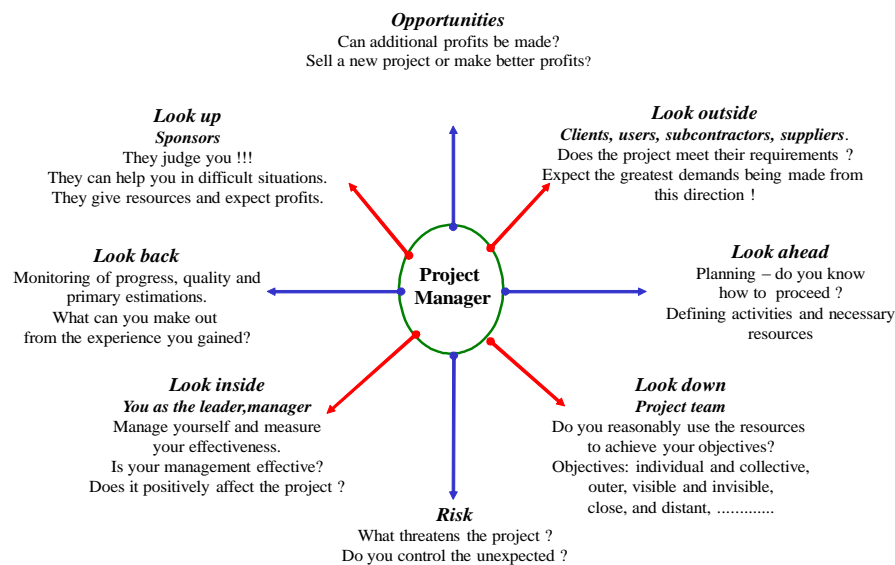 Opportunities
Can additional profits be made?
Sell a new project or make better profits?
Look up
Sponsors
They judge you !!!
They can help you in difficult situations.
They give resources and expect profits.
Look outside
Clients, users, subcontractors, suppliers.
Does the project meet their requirements ?
Expect the greatest demands being made from
this direction !
Look back
Monitoring of progress, quality and
primary estimations.
What can you make out
from the experience you gained?
Project
Manager
Look ahead
Planning – do you know
how to proceed ?
Defining activities and necessary
resources
Look inside
You as the leader,manager
Manage yourself and measure
your effectiveness.
Is your management effective?
Does it positively affect the project ?
Look down
Project team
Do you reasonably use the resources
to achieve your objectives?
Objectives: individual and collective,
outer, visible and invisible,
close, and distant, .............
Risk
What threatens the project ?
Do you control the unexpected ?